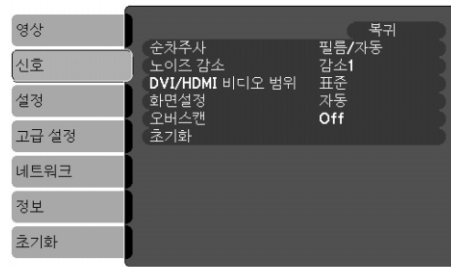 영상
신호
설정
고급 설정
네트워크
정보
초기화
복귀
순차주사 필름/자동
노이즈 감소 감소1
DVI/HDMI 비디오 범위 표준
화면설정 자동
오버스캔 Off
초기화